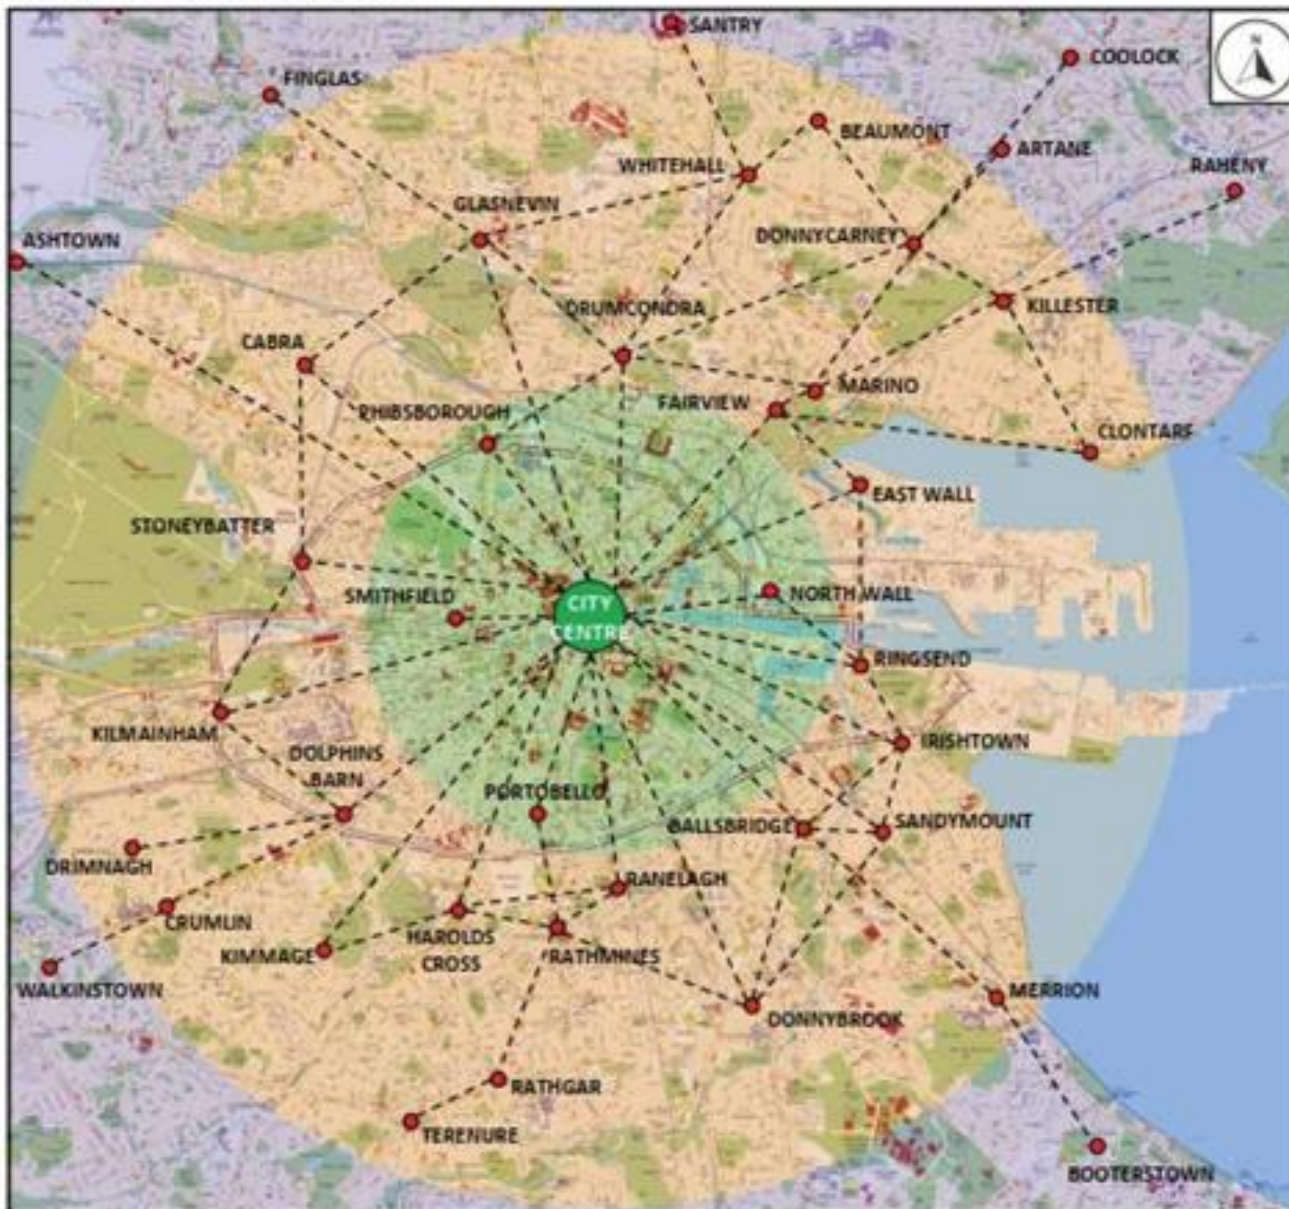 SANTRY
N
COOLOCK
FINGLAS
BEAUMONT
ARTANE
WHITEHALL
RAHENY
GLASNEVIN
ASHTOWN
DONNYCARNEY
DRUMCONDRA
KILLESTER
CABRA
MARINO
FAIRVIEW
PHIBSBOROUGH
CLONTARF
EAST WALL
STONEYBATTER
SMITHFIELD
NORTH WALL
CITY
CENTRE
RINGSEND
KILMAINHAM
IRISHTOWN
DOLPHINS
BARN
PORTOBELLO
BALLSBRIDGE
SANDYMOUNT
DRIMNAGH
RANELAGH
CRUMLIN
KIMMAGE
HAROLDS
CROSS
RATHMINES
WALKINSTOWN
MERRION
DONNYBROOK
RATHGAR
TERENURE
BOOTERSTOWN